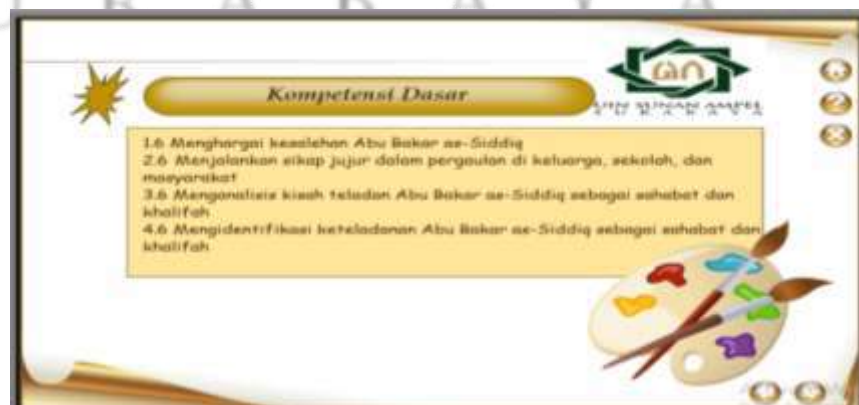 R A B A Y A
Kompetensi Dasar
UIN SUNAN AMPEL
S U R A B A Y A
1.6 Menghargai kesalehan Abu Bakar as-Siddiq
2.6 Menjalankan sikap jujur dalam pergaulan di keluarga, sekolah, dan
masyarakat
3.6 Menganalisis kisah teladan Abu Bakar as-Siddiq sebagai sahabat dan
khalifah
4.6 Mengidentifikasi keteladanan Abu Bakar as-Siddiq sebagai sahabat dan
khalifah